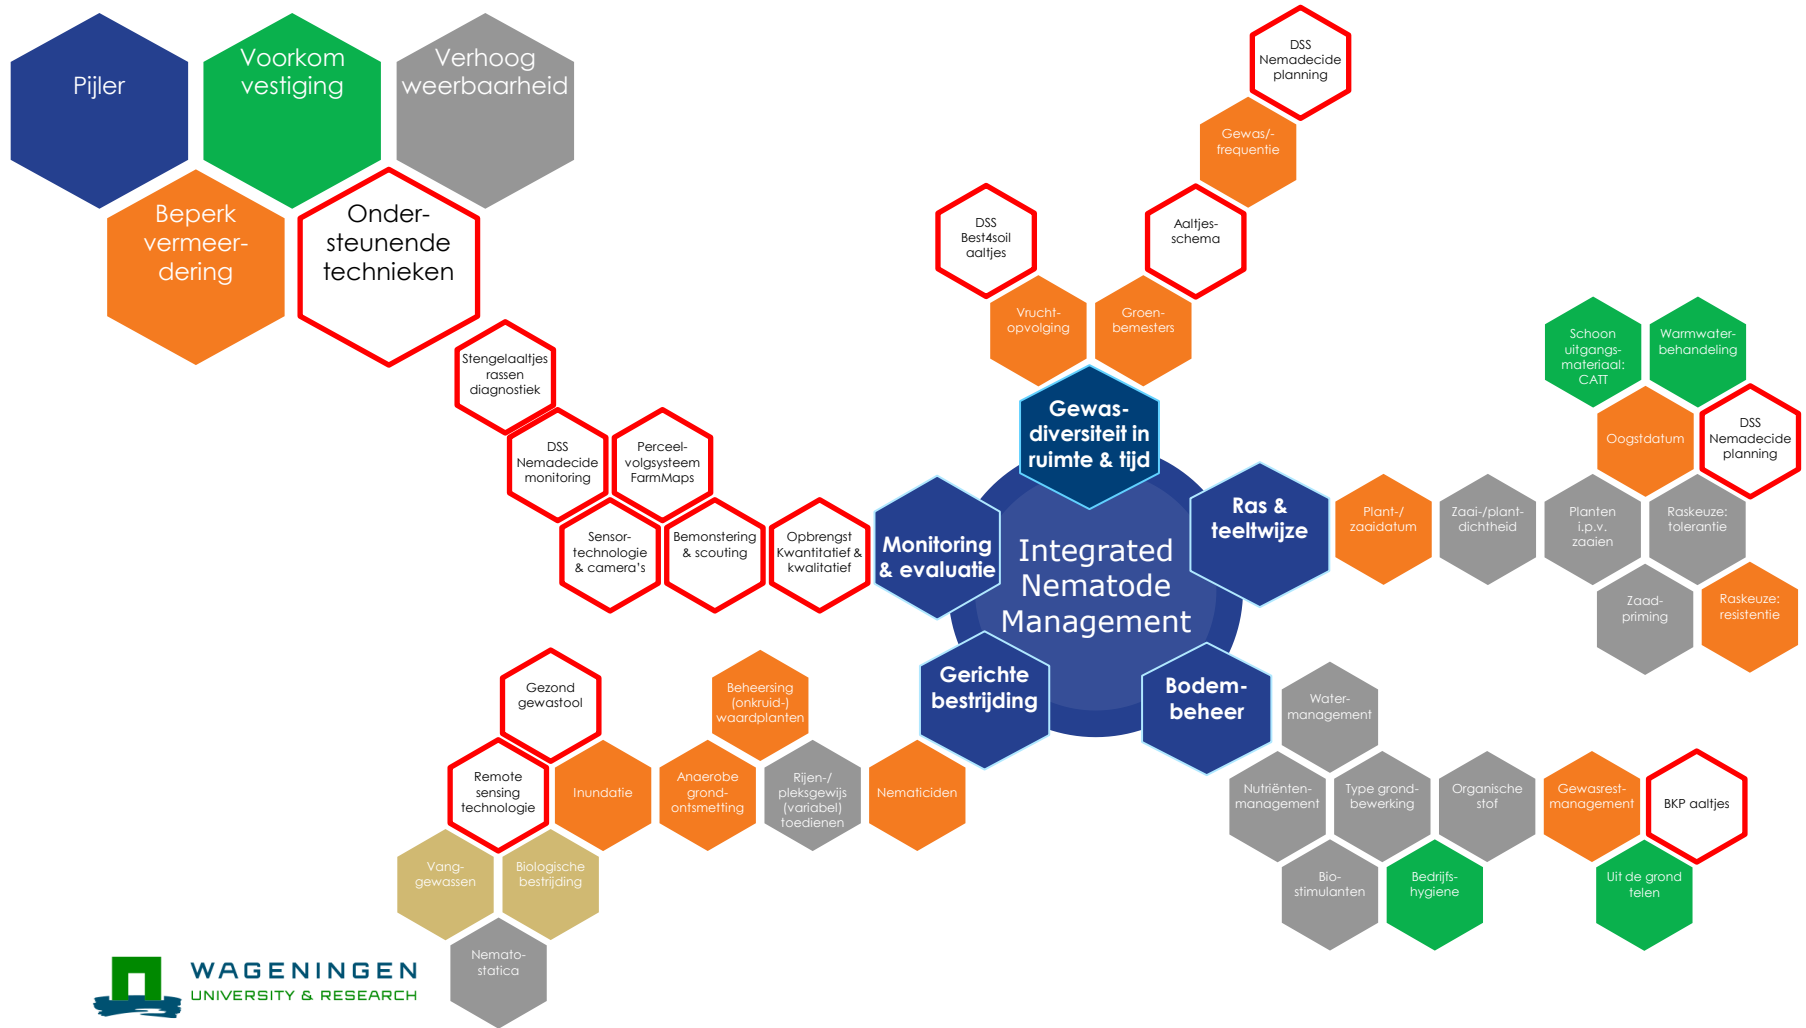 Pijler
Voorkom
vestiging
Verhoog
weerbaarheid
Beperk
vermeer-
dering
Onder-
steunende
technieken
DSS
Nemadecide
planning
Gewas/-
frequentie
DSS
Best4soil
aaltjes
Aaltjes-
schema
Vrucht-
opvolging
Groen-
bemesters
Gewas-
diversiteit in
ruimte & tijd
Stengelaaltjes
rassen
diagnostiek
DSS
Nemadecide
monitoring
Perceel-
volgsysteem
FarmMaps
Sensor-
technologie
& camera's
Bemonstering
& scouting
Opbrengst
Kwantitatief &
kwalitatief
Monitoring
& evaluatie
Integrated
Nematode
Management
Ras &
teeltwijze
Schoon
uitgangs-
materiaal:
CATT
Warmwater-
behandeling
Oogstdatum
DSS
Nemadecide
planning
Plant-/
zaaidatum
Zaai-/plant-
dichtheid
Planten
i.p.v.
zaaien
Raskeuze:
tolerantie
Zaad-
priming
Raskeuze:
resistentie
Gerichte
bestrijding
Bodem-
beheer
Gezond
gewastool
Beheersing
(onkruid-)
waardplanten
Remote
sensing
technologie
Inundatie
Anaerobe
grond-
ontsmetting
Rijen-/
pleksgewijs
(variabel)
toedienen
Nematiciden
Vang-
gewassen
Biologische
bestrijding
Nemato-
statica
Water-
management
Nutriënten-
management
Type grond-
bewerking
Organische
stof
Gewasrest-
management
BKP aaltjes
Bio-
stimulanten
Bedrijfs-
hygiene
Uit de grond
telen
WAGENINGEN
UNIVERSITY & RESEARCH